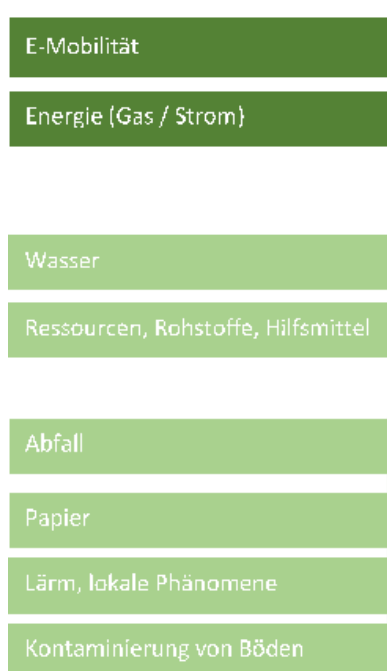 E-Mobilität
Energie (Gas / Strom)
Wasser
Ressourcen, Rohstoffe, Hilfsmittel
Abfall
Papier
Lärm, lokale Phänomene
Kontaminierung von Böden